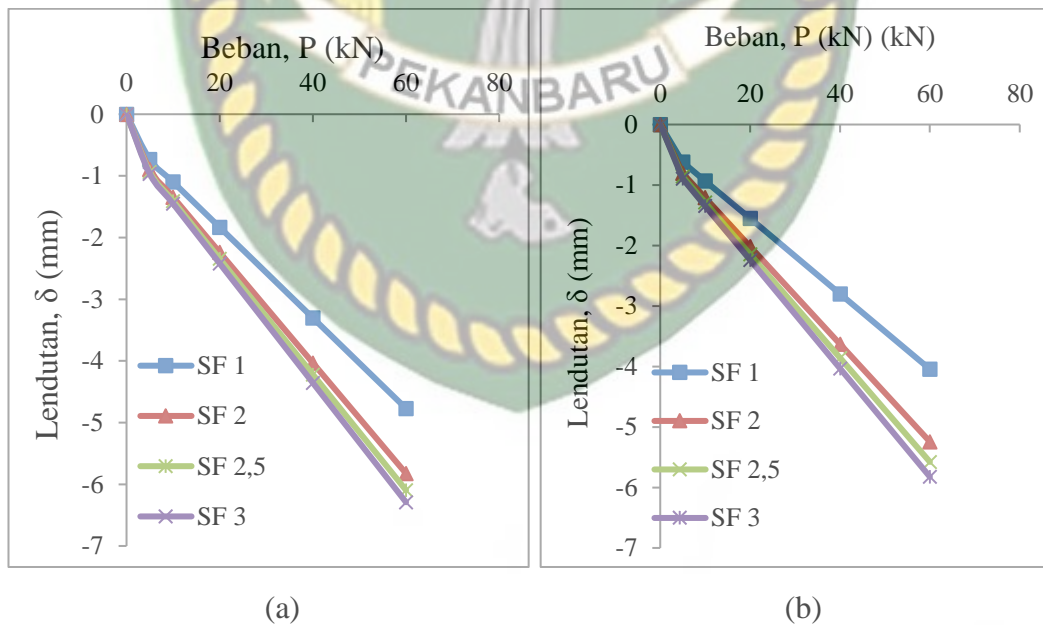 Beban, P (kN)
0 20 40 60 80
0
-1
-2
-3
-4
-5
-6
-7
Lendutan, δ (mm)
SF 1
SF 2
SF 2,5
SF 3
(a)
Beban, P (kN) (kN)
0 20 40 60 80
0
-1
-2
-3
-4
-5
-6
-7
Lendutan, δ (mm)
SF 1
SF 2
SF 2,5
SF 3
(b)
PEKANBARU